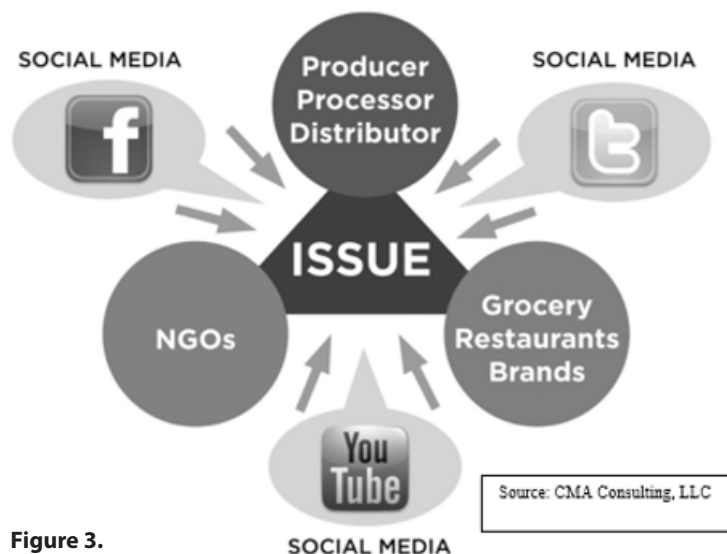 SOCIAL MEDIA
Producer
Processor
Distributor
SOCIAL MEDIA
f
t
ISSUE
NGOs
Grocery
Restaurants
Brands
You
Tube
Source: CMA Consulting, LLC
Figure 3.
SOCIAL MEDIA